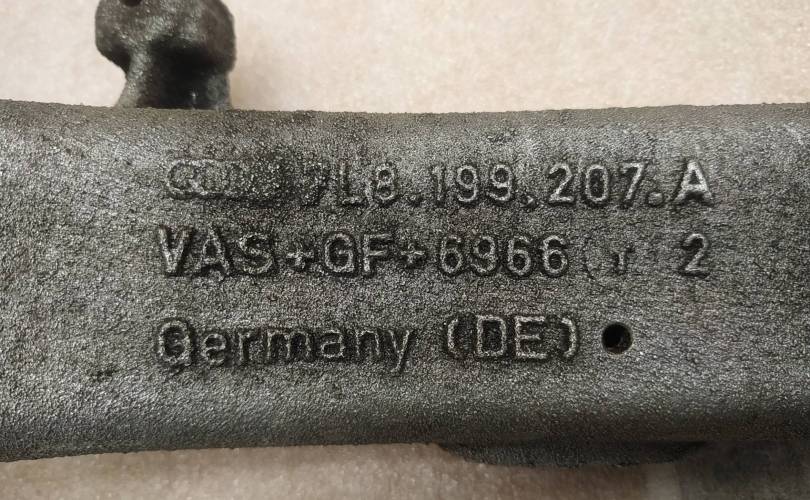 7L8.199.207.A
VAS+GF+6966 2
Germany (DE)